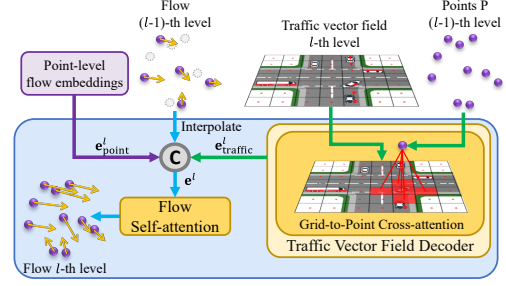 Flow
(l-1)-th level
Traffic vector field
l-th level
Points P
(l-1)-th level
Point-level
flow embeddings
Interpolate
e^l_point
C
e^l_traffic
e^l
Flow
Self-attention
Grid-to-Point Cross-attention
Traffic Vector Field Decoder
Flow l-th level